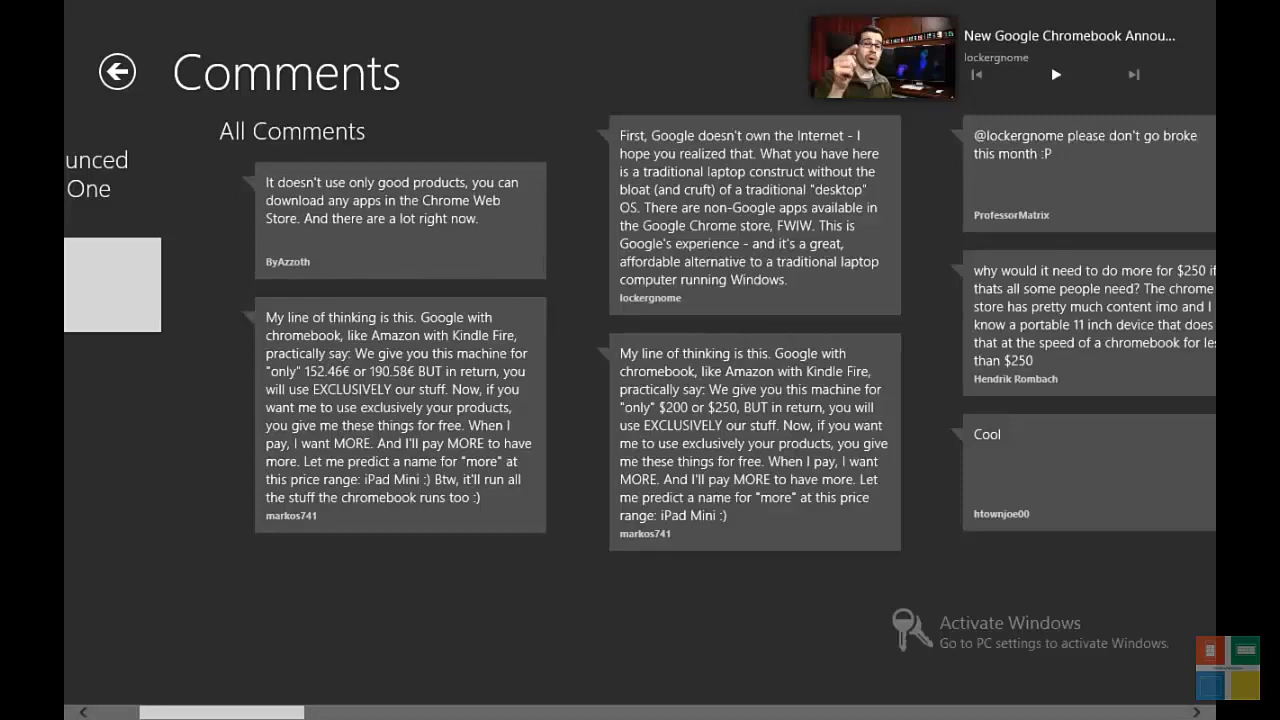 Comments
New Google Chromebook Annou...
lockergnome
All Comments
unced
One
It doesn't use only good products, you can
download any apps in the Chrome Web
Store. And there are a lot right now.
ByAzzoth
My line of thinking is this. Google with
chromebook, like Amazon with Kindle Fire,
practically say: We give you this machine for
"only" 152.46€ or 190.58€ BUT in return, you
will use EXCLUSIVELY our stuff. Now, if you
want me to use exclusively your products,
you give me these things for free. When I
pay, I want MORE. And I'll pay MORE to have
more. Let me predict a name for "more" at
this price range: iPad Mini :) Btw, it'll run all
the stuff the chromebook runs too :)
markos741
First, Google doesn't own the Internet - I
hope you realized that. What you have here
is a traditional laptop construct without the
bloat (and cruft) of a traditional "desktop"
OS. There are non-Google apps available in
the Google Chrome store, FWIW. This is
Google's experience - and it's a great,
affordable alternative to a traditional laptop
computer running Windows.
lockergnome
My line of thinking is this. Google with
chromebook, like Amazon with Kindle Fire,
practically say: We give you this machine for
"only" $200 or $250, BUT in return, you will
use EXCLUSIVELY our stuff. Now, if you want
me to use exclusively your products, you give
me these things for free. When I pay, I want
MORE. And I'll pay MORE to have more. Let
me predict a name for "more" at this price
range: iPad Mini :)
markos741
@lockergnome please don't go broke
this month :P
ProfessorMatrix
why would it need to do more for $250 if
thats all some people need? The chrome
store has pretty much content imo and I
know a portable 11 inch device that does
that at the speed of a chromebook for les
than $250
Hendrik Rombach
Cool
htownjoe00
Activate Windows
Go to PC settings to activate Windows.